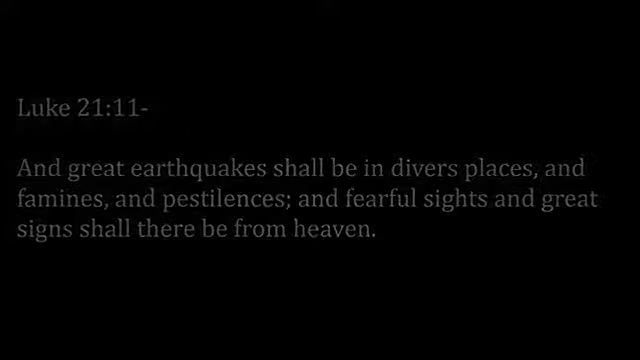 Luke 21:11-
And great earthquakes shall be in divers places, and
famines, and pestilences; and fearful sights and great
signs shall there be from heaven.